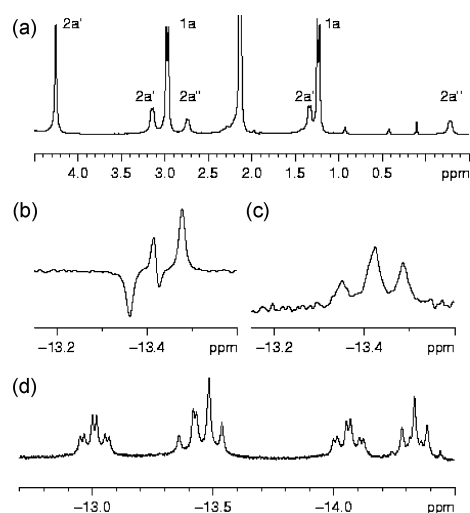 (a)
2a' 1a
2a' 2a'' 2a' 2a''
4.0 3.5 3.0 2.5 2.0 1.5 1.0 0.5 ppm
(b) (c)
−13.2 −13.4 ppm −13.2 −13.4 ppm
(d)
−13.0 −13.5 −14.0 ppm